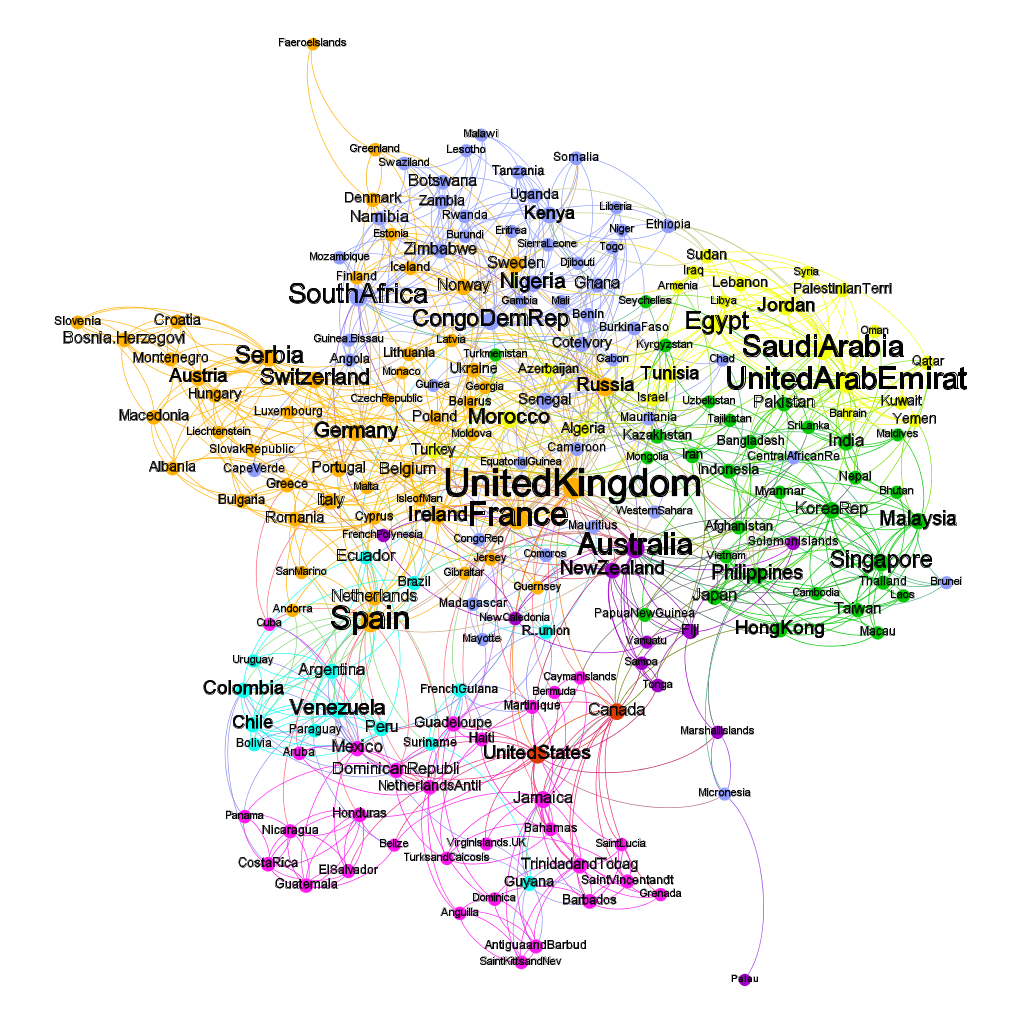 FaeroeIslands
Malawi
Greenland
Lesotho
Swaziland
Somalia
Tanzania
Botswana
Denmark
Zambia
Uganda
Namibia
Rwanda
Kenya
Liberia
Ethiopia
Estonia
Burundi
Eritrea
Niger
Zimbabwe
SierraLeone
Togo
Mozambique
Sudan
Iceland
Sweden
Djibouti
Finland
Iraq
Syria
Norway
Nigeria
Ghana
Armenia
Lebanon
PalestinianTerri
SouthAfrica
Gambia
Mali
Seychelles
Libya
Jordan
Benin
Slovenia
Croatia
CongoDemRep
BurkinaFaso
Egypt
Bosnia.Herzegovi
Guinea.Bissau
Latvia
CoteIvory
Kyrgyzstan
Oman
Montenegro
Serbia
Angola
Lithuania
Turkmenistan
Gabon
Chad
SaudiArabia
Qatar
Austria
Switzerland
Monaco
Ukraine
Azerbaijan
Tunisia
UnitedArabEmirat
Hungary
Guinea
Georgia
Russia
Israel
CzechRepublic
Belarus
Senegal
Uzbekistan
Pakistan
Kuwait
Macedonia
Luxembourg
Poland
Morocco
Mauritania
Tajikistan
Bahrain
Yemen
Liechtenstein
Germany
Moldova
Algeria
Kazakhstan
SriLanka
Maldives
SlovakRepublic
Turkey
Cameroon
Bangladesh
India
Albania
CapeVerde
Portugal
Belgium
EquatorialGuinea
Mongolia
Iran
CentralAfricanRe
Greece
Malta
UnitedKingdom
Indonesia
Nepal
Bulgaria
Italy
IsleofMan
Myanmar
Bhutan
Romania
Cyprus
Ireland
France
WesternSahara
KoreaRep
Malaysia
FrenchPolynesia
Mauritius
Afghanistan
CongoRep
Australia
SolomonIslands
Ecuador
Jersey
Comoros
Vietnam
Singapore
SanMarino
Brazil
Gibraltar
NewZealand
Philippines
Thailand
Brunei
Netherlands
Guernsey
Japan
Cambodia
Laos
Andorra
Madagascar
PapuaNewGuinea
Taiwan
Cuba
Spain
NewCaledonia
HongKong
Mayotte
R..union
Fiji
Macau
Vanuatu
Uruguay
Samoa
Argentina
CaymanIslands
Colombia
FrenchGuiana
Bermuda
Tonga
Venezuela
Martinique
Canada
Chile
Paraguay
Peru
Guadeloupe
MarshallIslands
Bolivia
Suriname
Haiti
Aruba
Mexico
UnitedStates
DominicanRepubli
NetherlandsAntil
Micronesia
Jamaica
Panama
Honduras
Nicaragua
Bahamas
Belize
VirginIslands.UK
SaintLucia
CostaRica
TurksandCaicosIs
TrinidadandTobag
ElSalvador
Guatemala
Guyana
SaintVincentandt
Dominica
Barbados
Grenada
Anguilla
AntiguaandBarbud
SaintKittsandNev
Palau